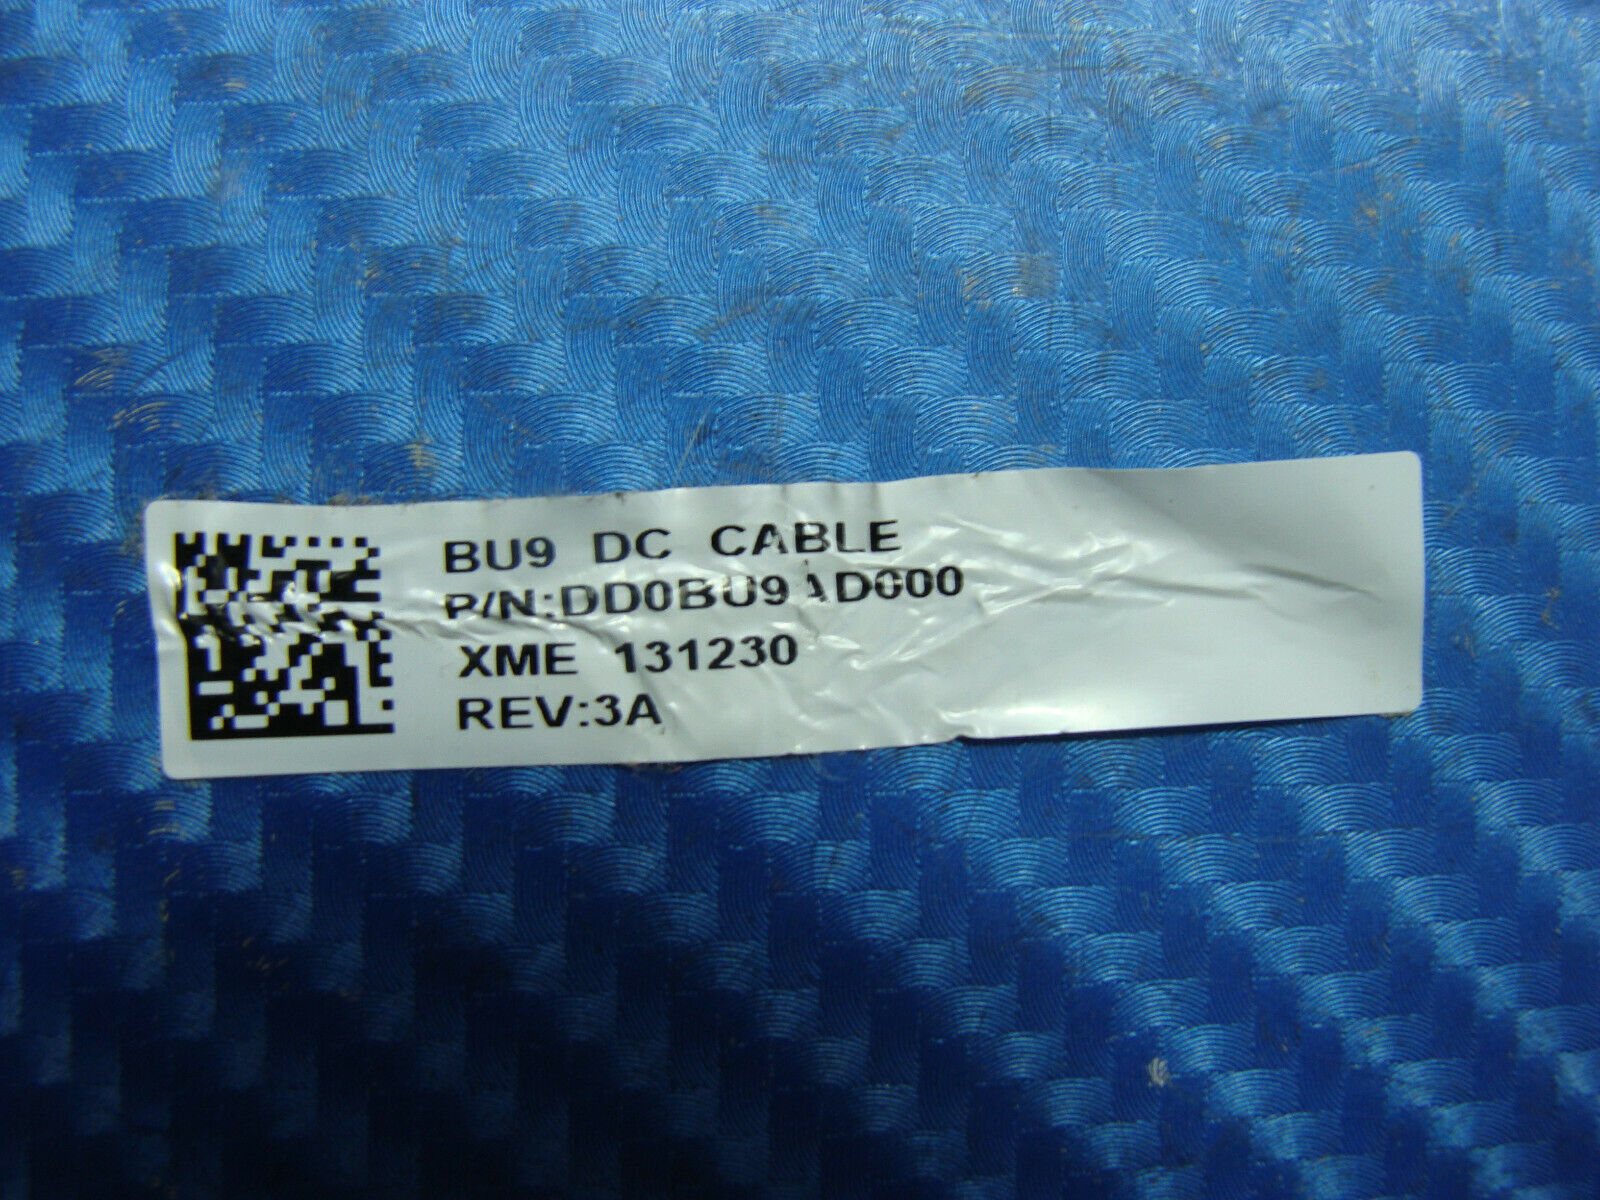 BU9 DC CABLE
P/N:DD0BU9AD000
XME 131230
REV:3A